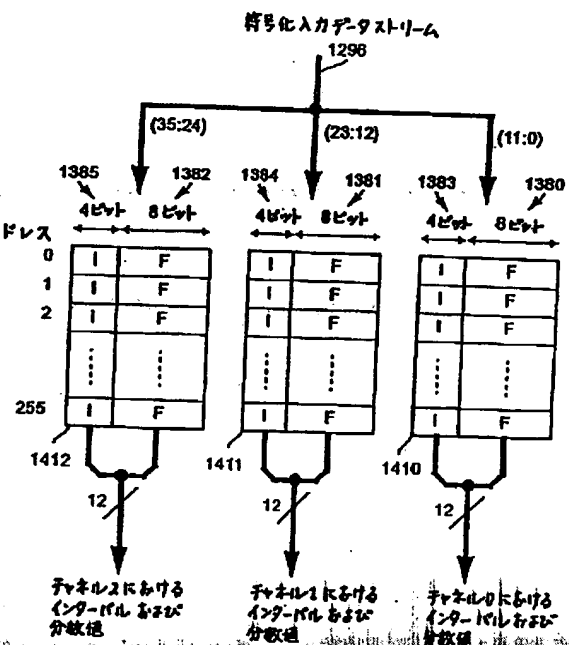 符号化入力データストリーム
1296
(35:24)
(23:12)
(11:0)
1385 1382 1384 1381 1383 1380
4ビット 8ビット 4ビット 8ビット 4ビット 8ビット
ドレス
0 I F I F I F
1 I F I F I F
2 I F I F I F
255 I F I F I F
1412 1411 1410
12 12 12
チャネル2における チャネル1における チャネル0における
インターバル および インターバル および インターバル および
分数値 分数値 分数値